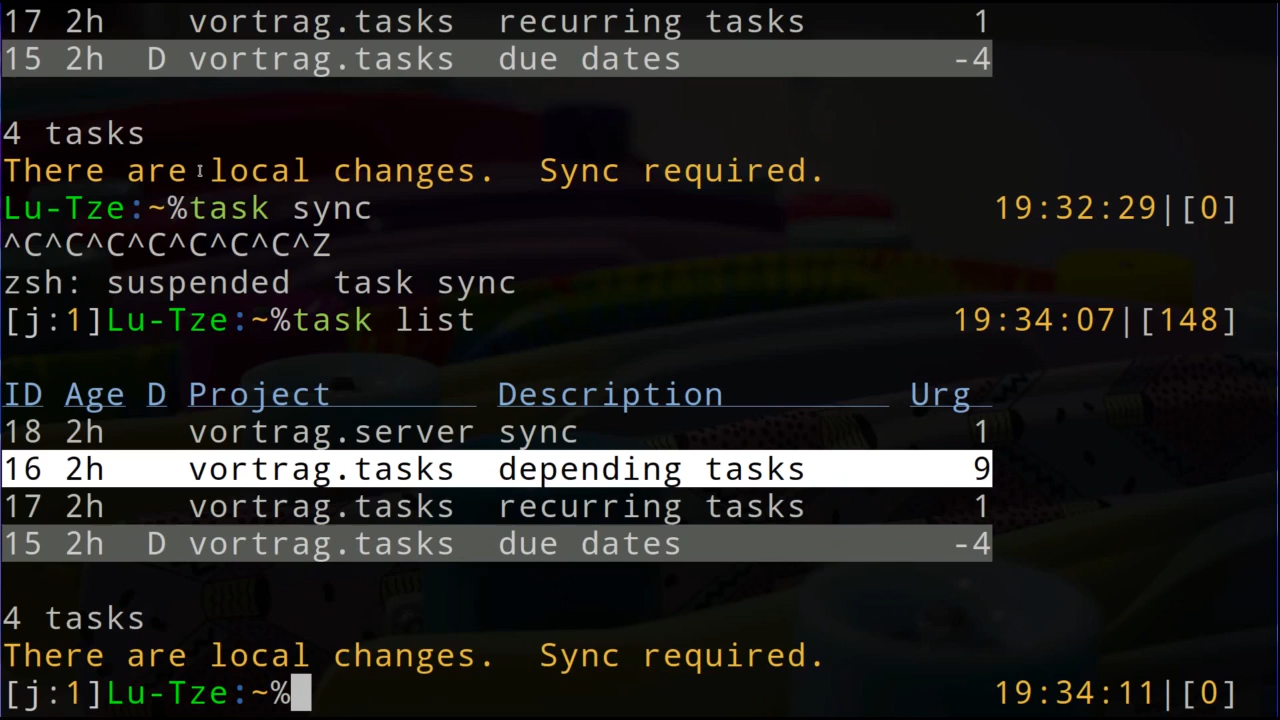 17 2h vortrag.tasks recurring tasks 1
15 2h D vortrag.tasks due dates -4
4 tasks
There are local changes. Sync required.
Lu-Tze:~%task sync 19:32:29|[0]
^C^C^C^C^C^C^C^Z
zsh: suspended task sync
[j:1]Lu-Tze:~%task list 19:34:07|[148]
ID Age D Project Description Urg
18 2h vortrag.server sync 1
16 2h vortrag.tasks depending tasks 9
17 2h vortrag.tasks recurring tasks 1
15 2h D vortrag.tasks due dates -4
4 tasks
There are local changes. Sync required.
[j:1]Lu-Tze:~% 19:34:11|[0]